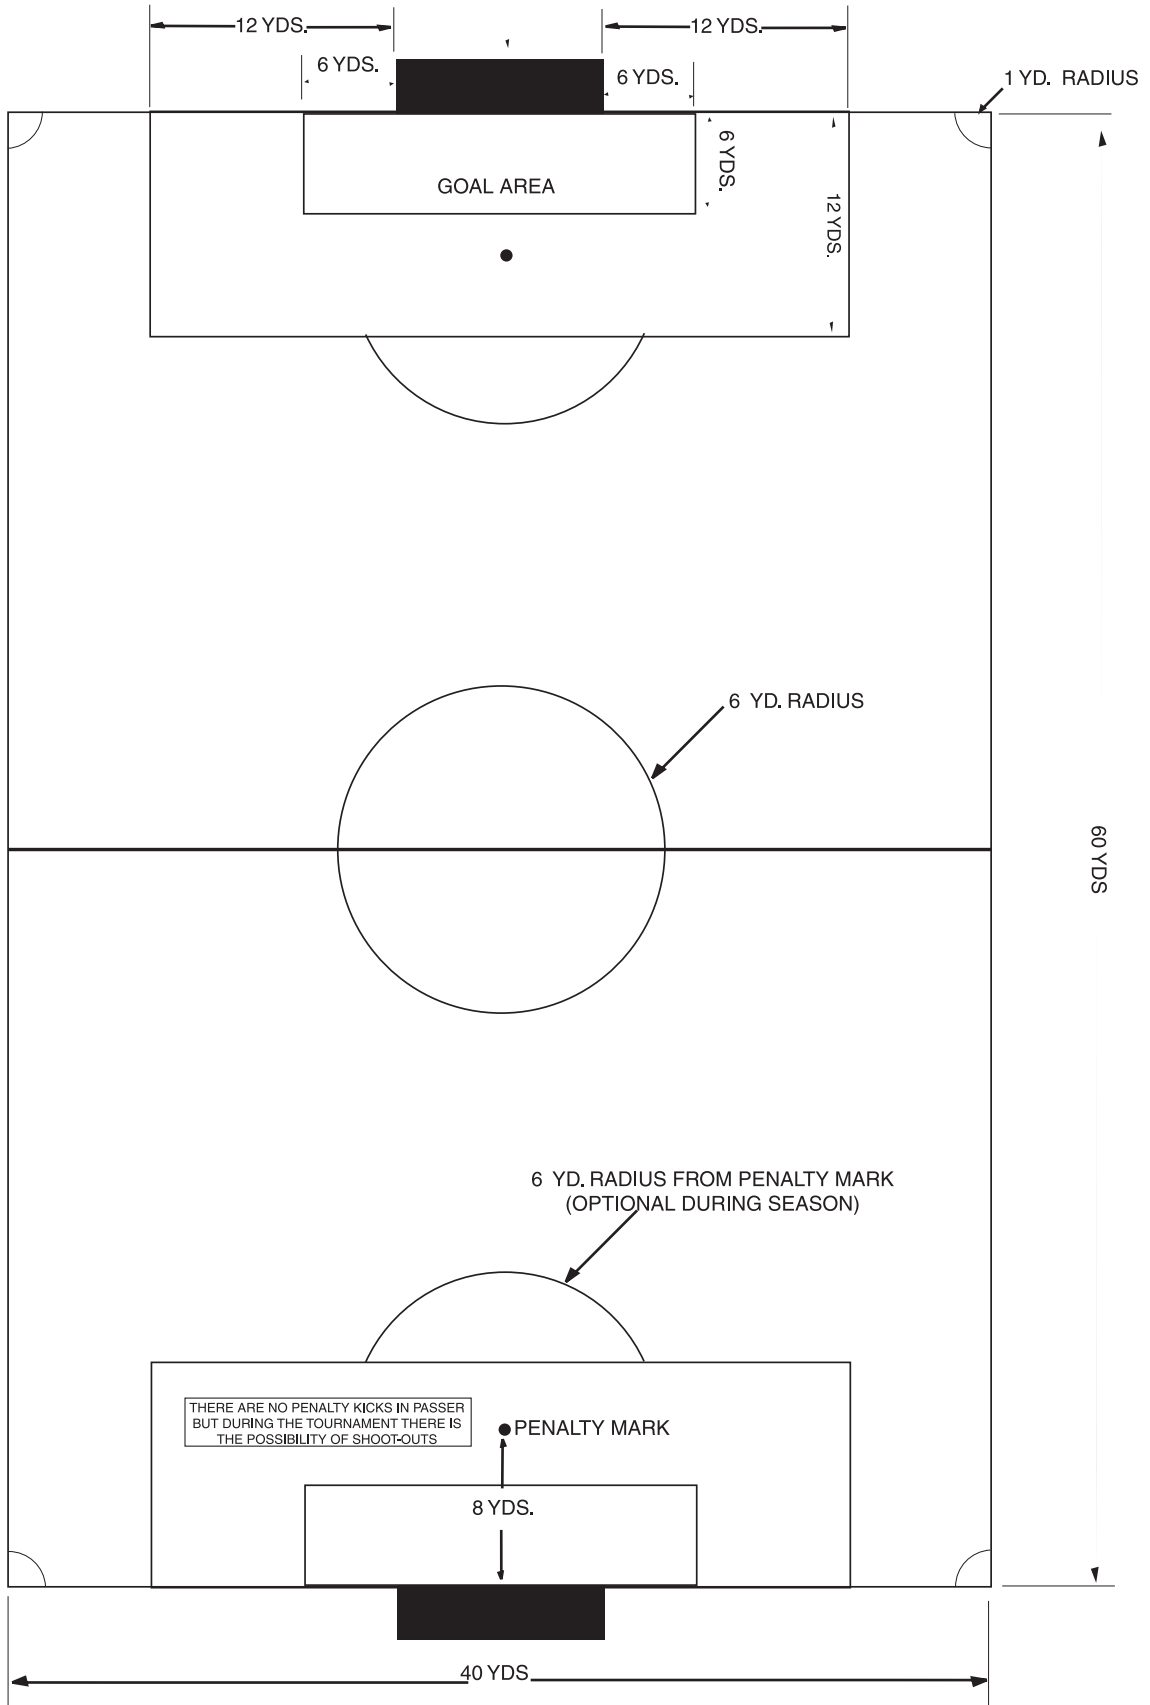 12 YDS.
12 YDS.
6 YDS.
6 YDS.
1 YD. RADIUS
6 YDS.
GOAL AREA
12 YDS.
6 YD. RADIUS
60 YDS
6 YD. RADIUS FROM PENALTY MARK
(OPTIONAL DURING SEASON)
THERE ARE NO PENALTY KICKS IN PASSER
BUT DURING THE TOURNAMENT THERE IS
THE POSSIBILITY OF SHOOT-OUTS
PENALTY MARK
8 YDS.
40 YDS